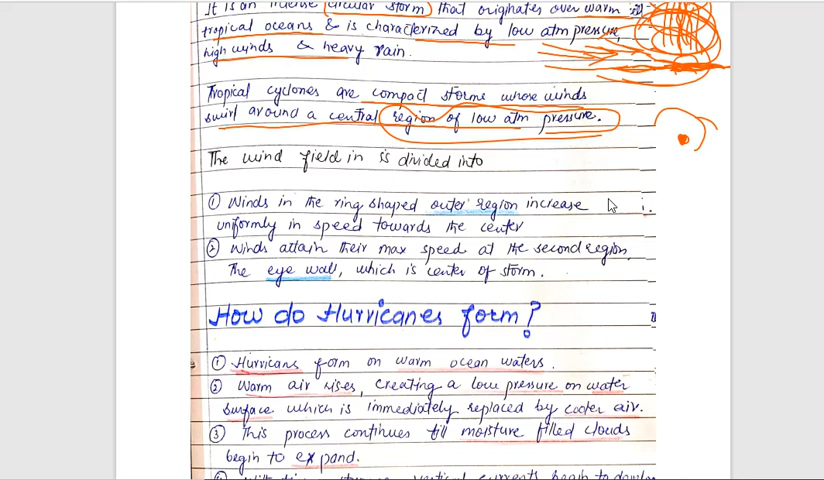 It is an intense (circular storm) that originates over warm
tropical oceans & is characterized by low atm pressure,
high winds & heavy rain.
Tropical cyclones are compact storms whose winds
swirl around a central region of low atm pressure.
The wind field in is divided into
① Winds in the ring shaped outer region increase
uniformly in speed towards the center
② Winds attain their max speed at the second region,
The eye wall, which is center of storm.
How do Hurricanes form?
① Hurricans form on warm ocean waters.
② Warm air rises, creating a low pressure on water
surface which is immediately replaced by cooler air.
③ This process continues till moisture filled clouds
begin to expand.
vertical currents begin to develop